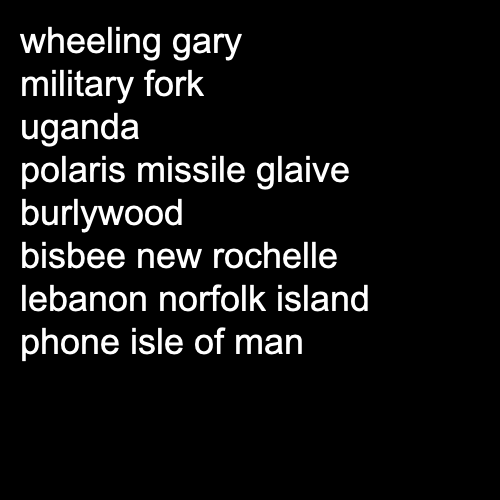 wheeling gary
military fork
uganda
polaris missile glaive
burlywood
bisbee new rochelle
lebanon norfolk island
phone isle of man